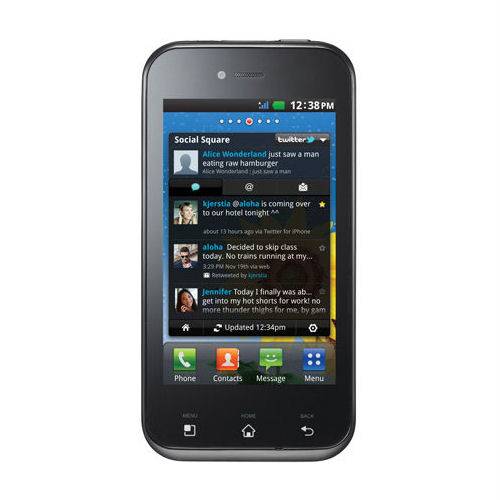 12:38PM
Social Square
twitter
Alice Wonderland just saw a man
eating raw hamburger
Alice Wonderland : just saw a man
@
kjerstia @aloha is coming over
to our hotel tonight ^^
about 13 hours ago via Twitter for iPhone
aloha Decided to skip class
today. No trains running at my...
3:29 PM Nov 19th via web
Retweeted by kjerstia
Jennifer Today I finally was ab...
get into my hot shorts for work! no
more thunder thighs for me, by gam
Updated 12:34pm
Phone Contacts Message Menu
MENU HOME BACK